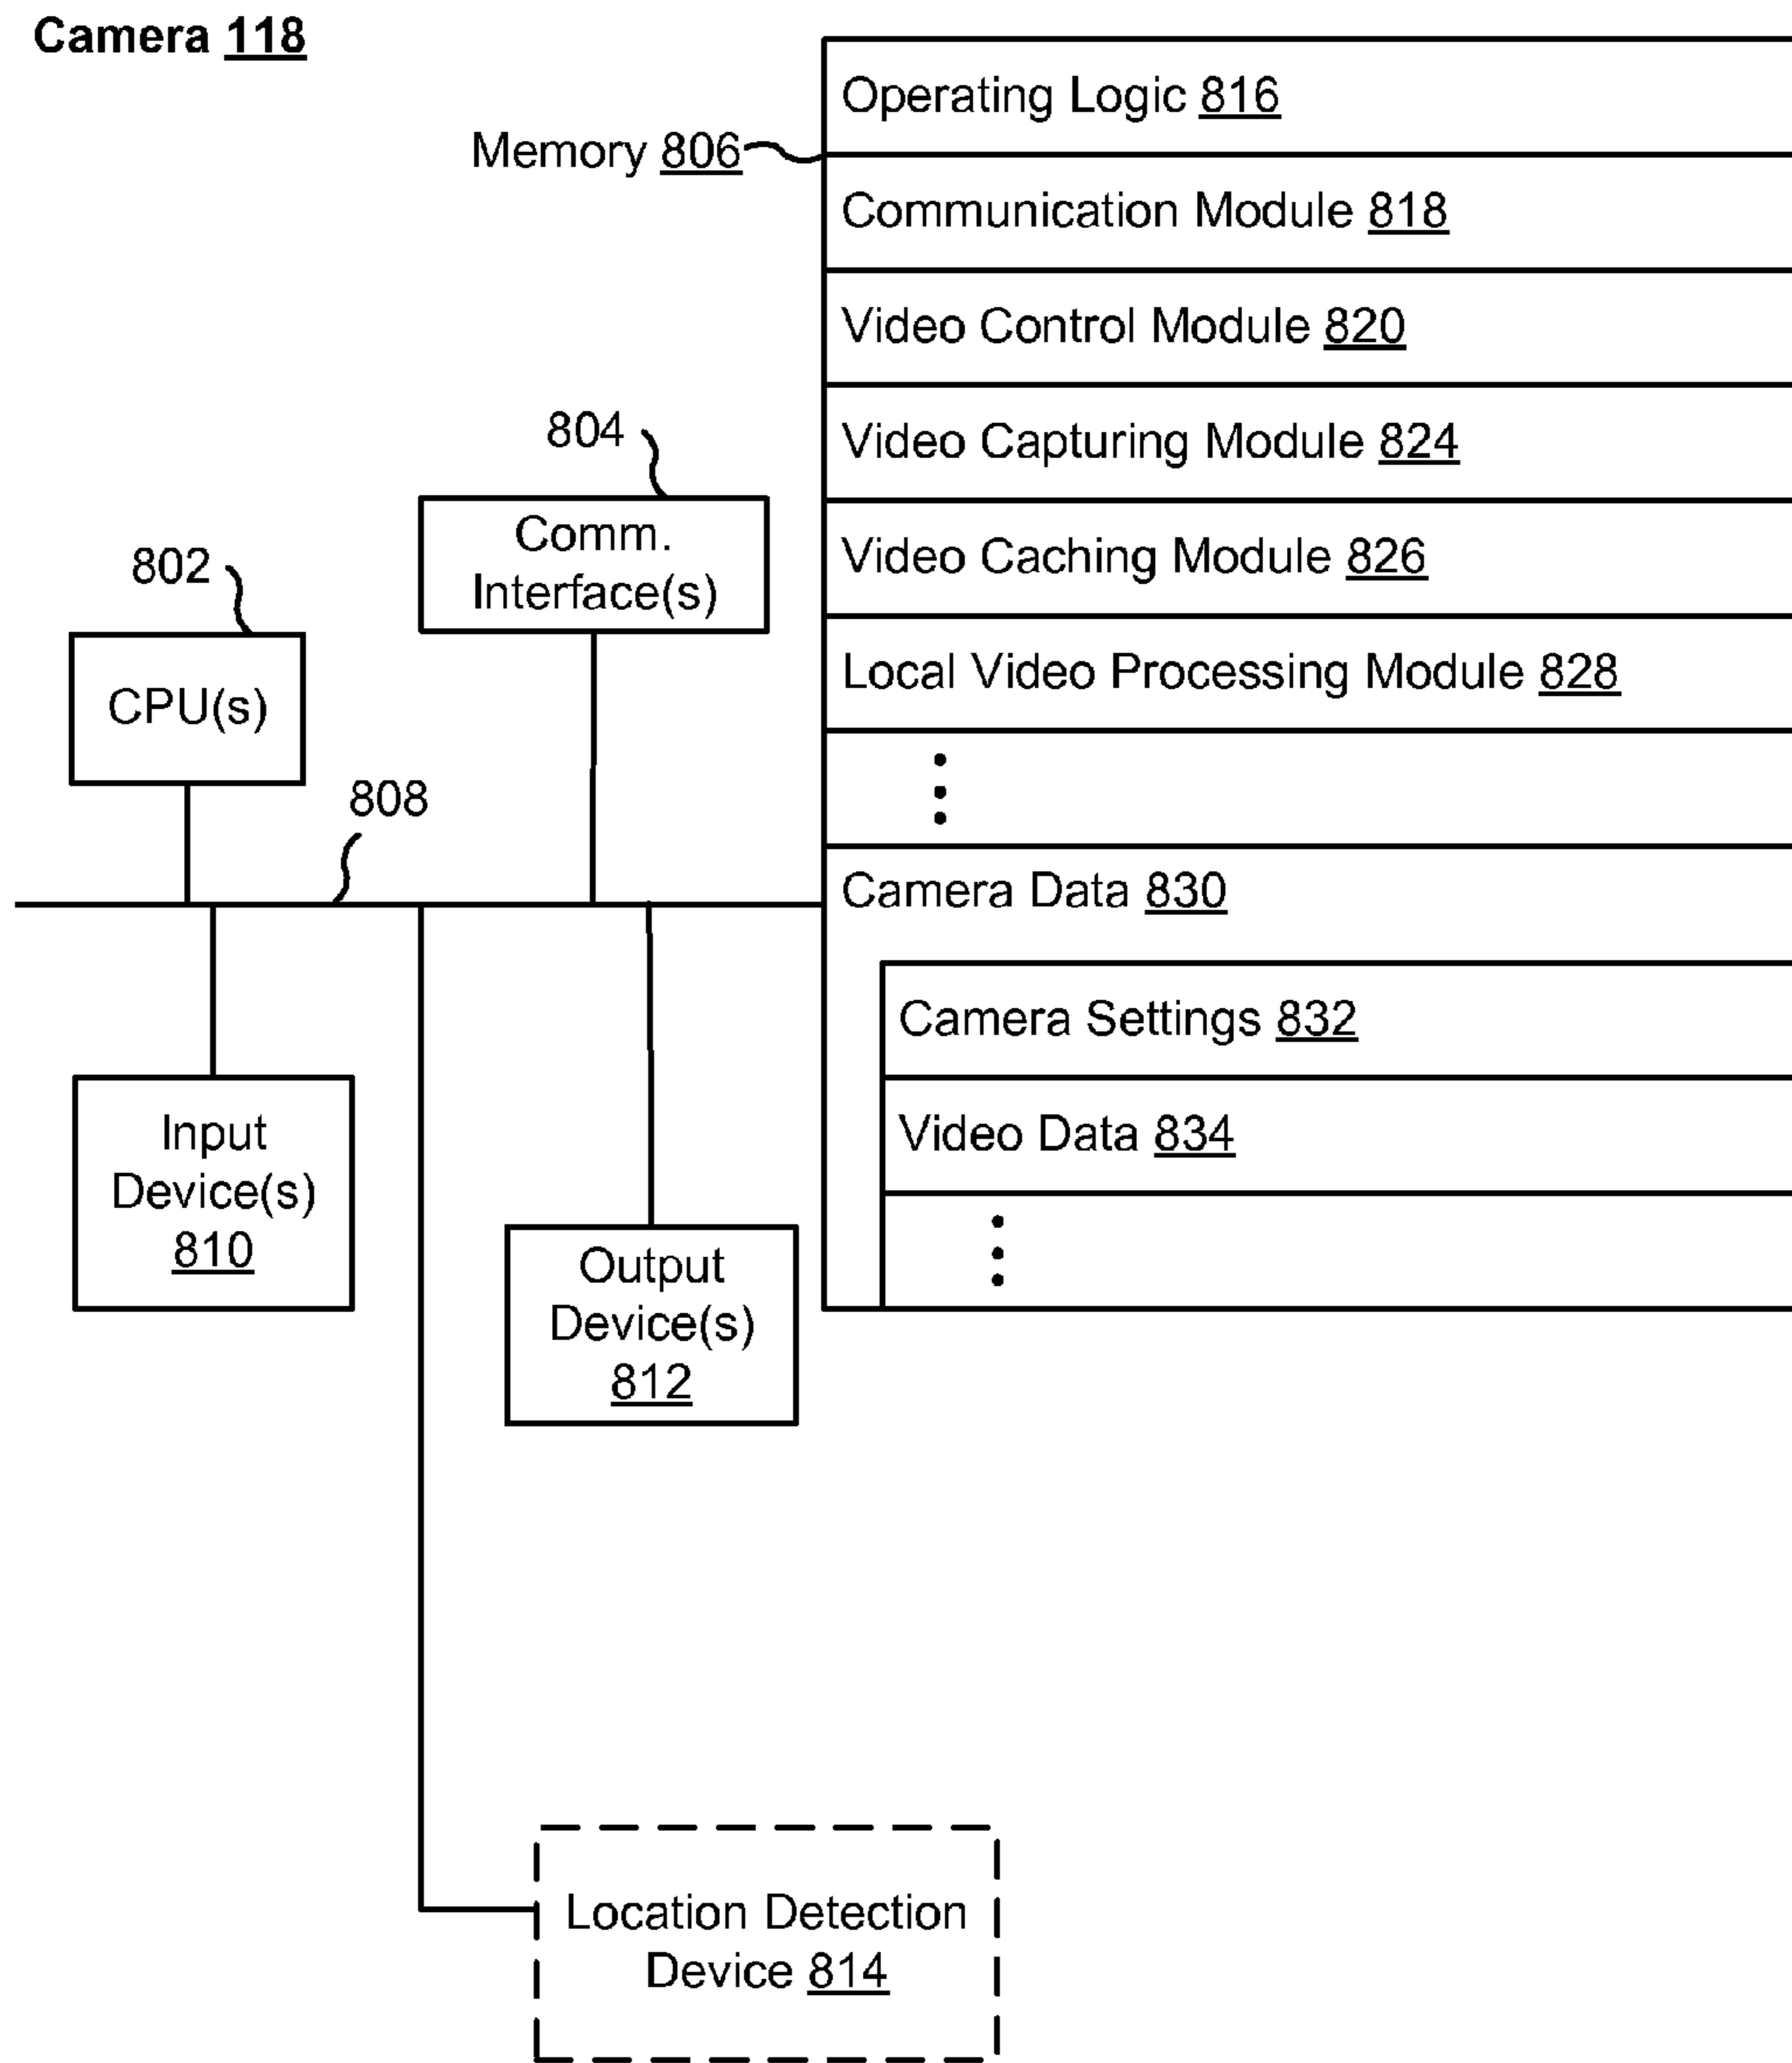 Camera 118
Operating Logic 816
Memory 806
Communication Module 818
Video Control Module 820
804
Video Capturing Module 824
Comm.
Interface(s)
802
Video Caching Module 826
CPU(s)
Local Video Processing Module 828
808
Camera Data 830
Camera Settings 832
Input
Device(s)
810
Video Data 834
Output
Device(s)
812
Location Detection
Device 814